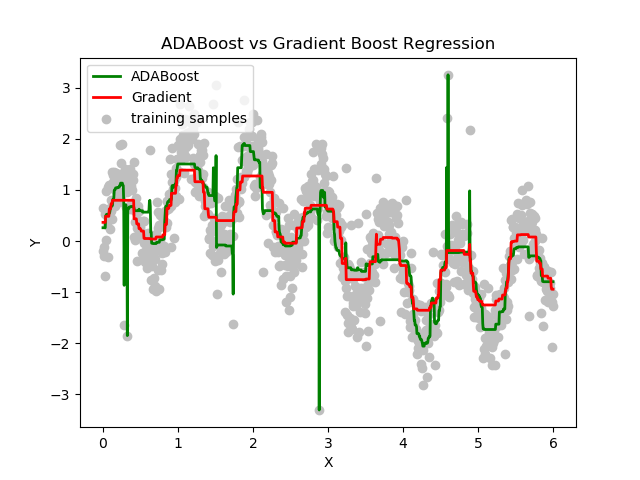 ADABoost vs Gradient Boost Regression
ADABoost
Gradient
training samples
3
2
1
0
−1
−2
−3
Y
0 1 2 3 4 5 6
X